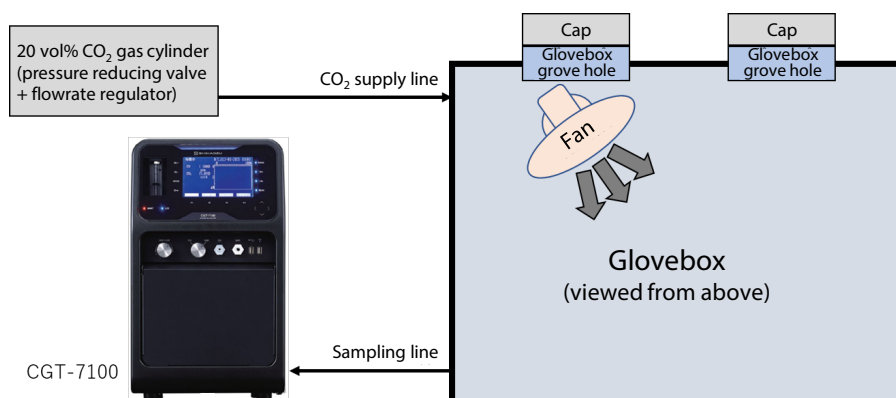 20 vol% CO₂ gas cylinder
(pressure reducing valve
+ flowrate regulator)
CO₂ supply line
Cap
Glovebox
grove hole
Cap
Glovebox
grove hole
Fan
Glovebox
(viewed from above)
Sampling line
CGT-7100